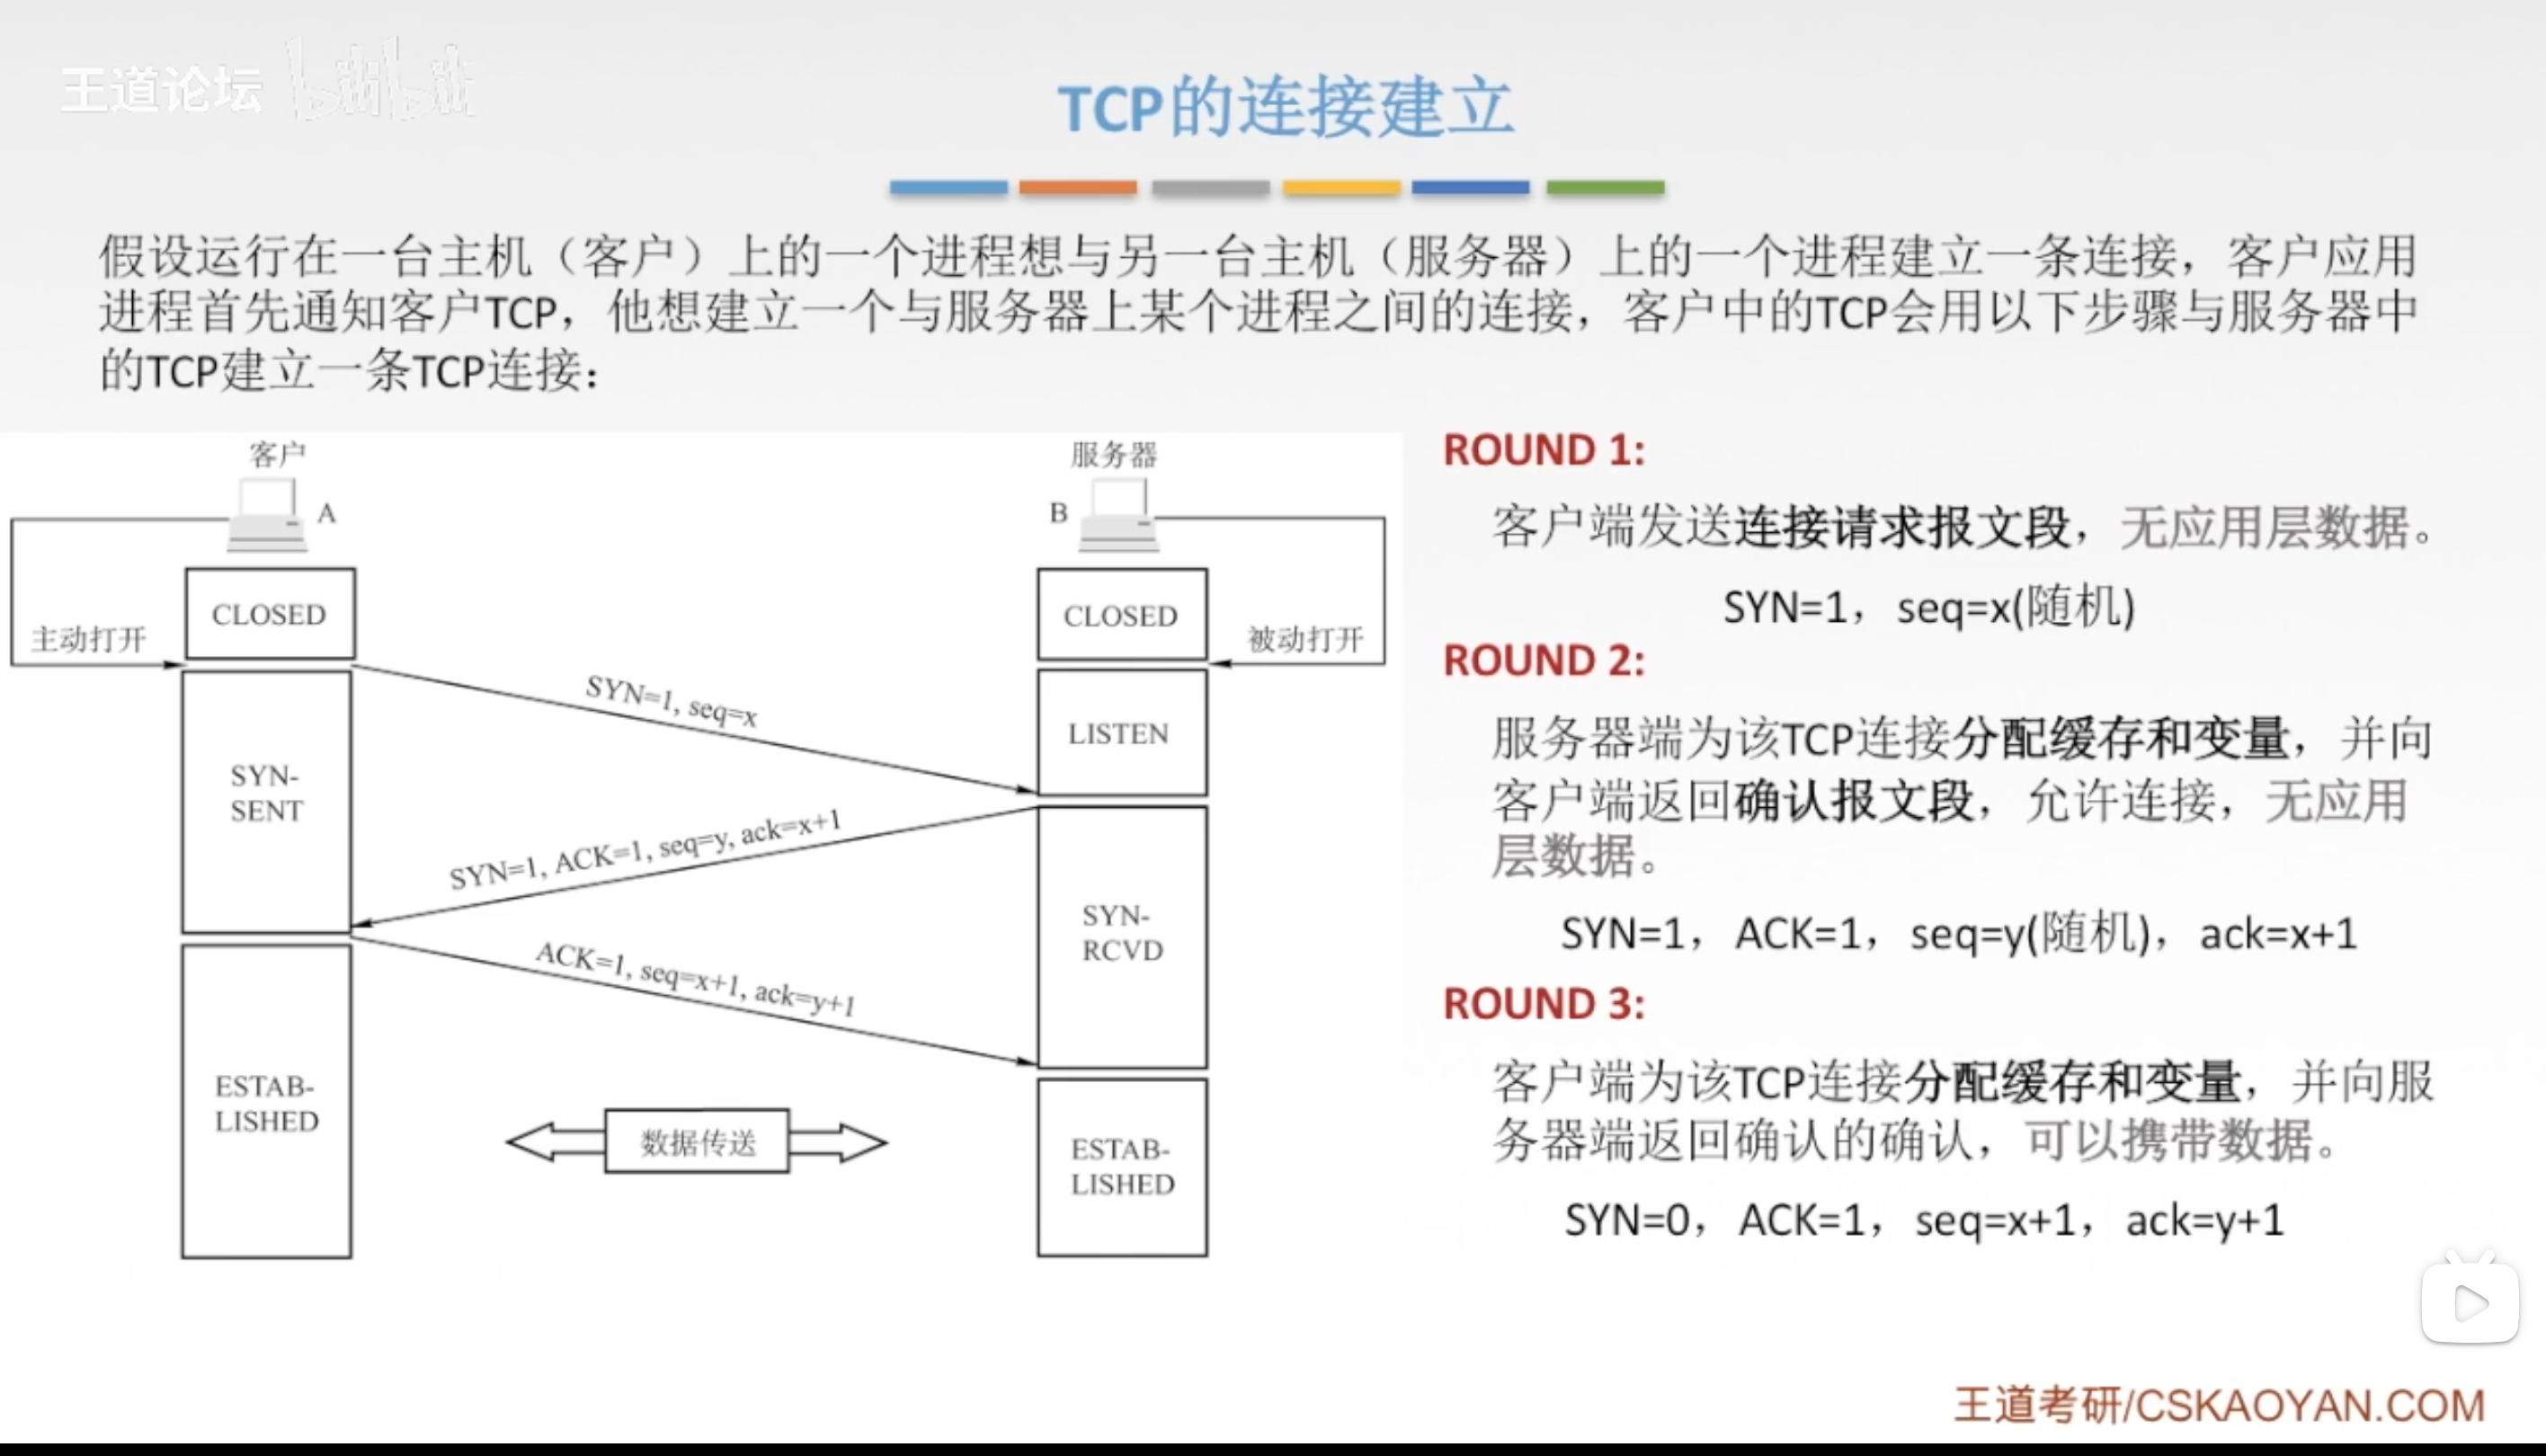 王道论坛 bilibili
TCP的连接建立
假设运行在一台主机（客户）上的一个进程想与另一台主机（服务器）上的一个进程建立一条连接，客户应用
进程首先通知客户TCP，他想建立一个与服务器上某个进程之间的连接，客户中的TCP会用以下步骤与服务器中
的TCP建立一条TCP连接：
客户
服务器
A
B
CLOSED
CLOSED
主动打开
被动打开
SYN=1, seq=x
LISTEN
SYN-
SENT
SYN=1, ACK=1, seq=y, ack=x+1
SYN-
RCVD
ACK=1, seq=x+1, ack=y+1
ESTAB-
LISHED
数据传送
ESTAB-
LISHED
ROUND 1:
客户端发送连接请求报文段，无应用层数据。
SYN=1，seq=x(随机)
ROUND 2:
服务器端为该TCP连接分配缓存和变量，并向
客户端返回确认报文段，允许连接，无应用
层数据。
SYN=1，ACK=1，seq=y(随机)，ack=x+1
ROUND 3:
客户端为该TCP连接分配缓存和变量，并向服
务器端返回确认的确认，可以携带数据。
SYN=0，ACK=1，seq=x+1，ack=y+1
王道考研/CSKAOYAN.COM